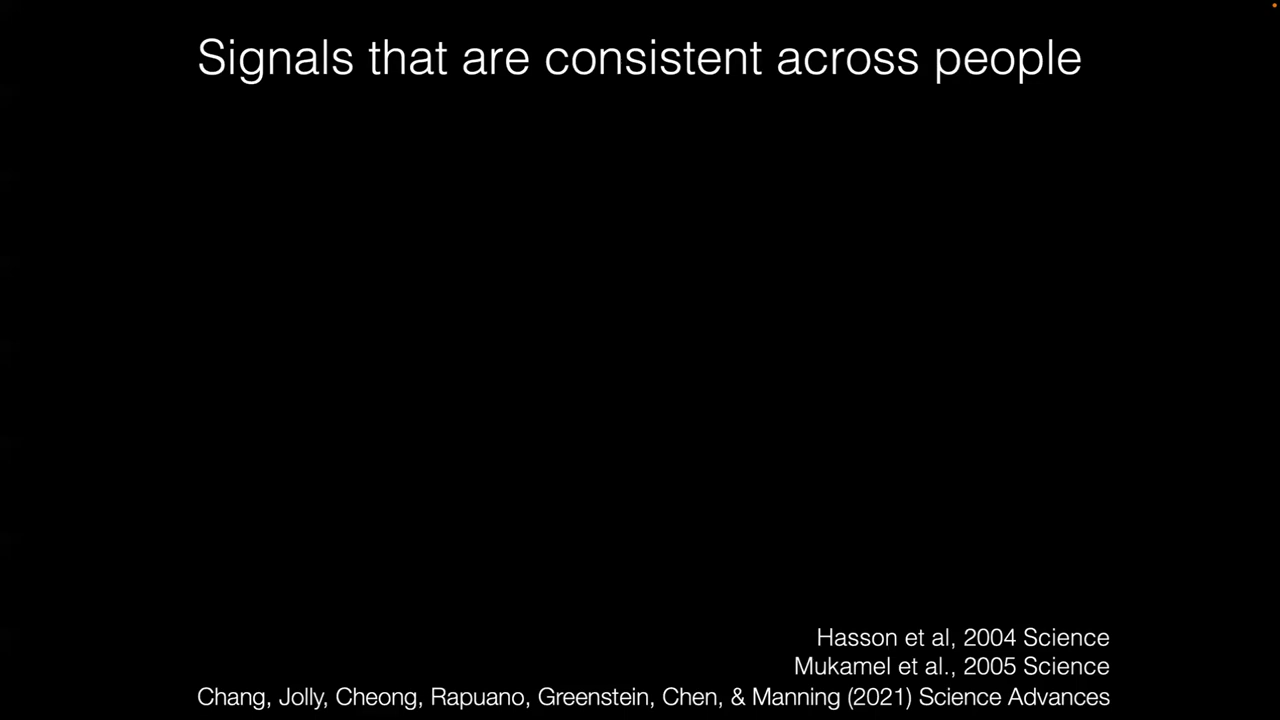 Signals that are consistent across people
Hasson et al, 2004 Science
Mukamel et al., 2005 Science
Chang, Jolly, Cheong, Rapuano, Greenstein, Chen, & Manning (2021) Science Advances